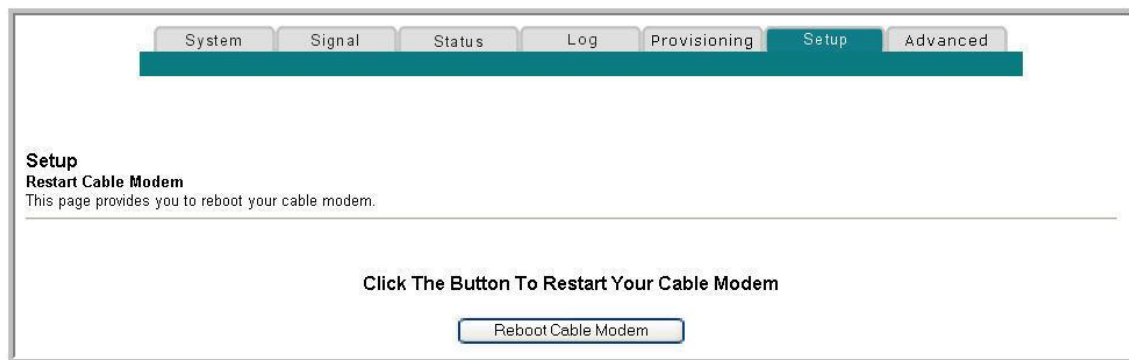 System Signal Status Log Provisioning Setup Advanced
Setup
Restart Cable Modem
This page provides you to reboot your cable modem.
Click The Button To Restart Your Cable Modem
Reboot Cable Modem